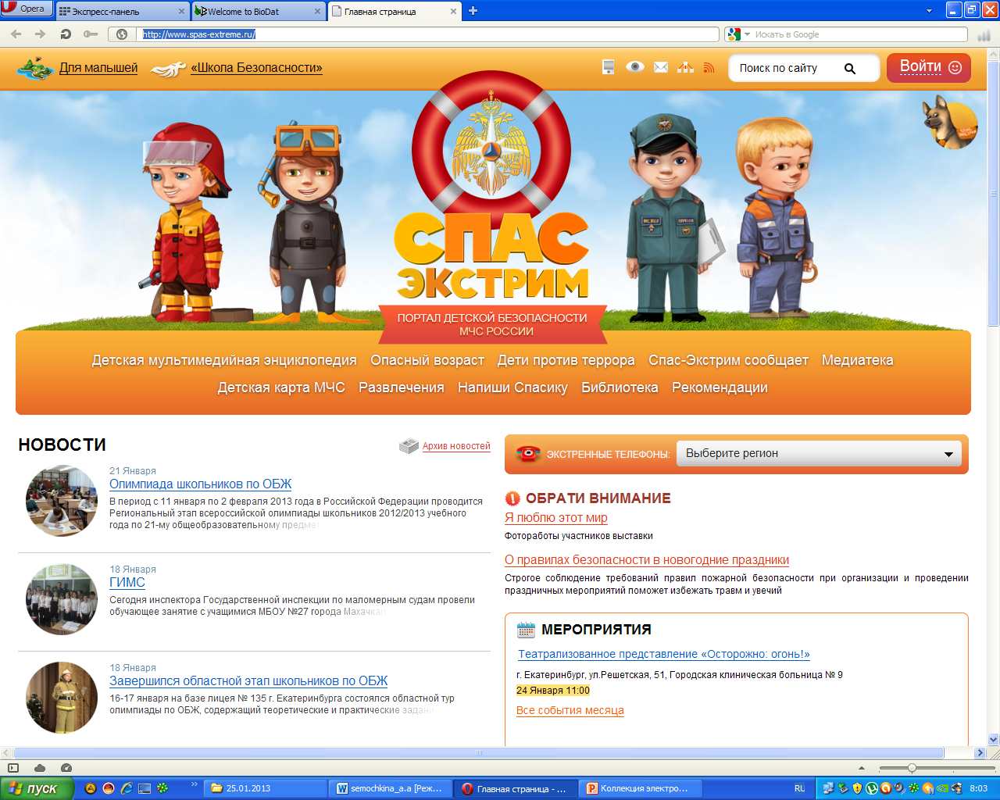 Opera
Экспресс-панель
Welcome to BioDat
Главная страница
http://www.spas-extreme.ru/
Искать в Google
Для малышей
«Школа Безопасности»
Поиск по сайту
Войти
СПАС
ЭКСТРИМ
ПОРТАЛ ДЕТСКОЙ БЕЗОПАСНОСТИ
МЧС РОССИИ
Детская мультимедийная энциклопедия Опасный возраст Дети против террора Спас-Экстрим сообщает Медиатека
Детская карта МЧС Развлечения Напиши Спасику Библиотека Рекомендации
НОВОСТИ
Архив новостей
21 Января
Олимпиада школьников по ОБЖ
В период с 11 января по 2 февраля 2013 года в Российской Федерации проводится
Региональный этап всероссийской олимпиады школьников 2012/2013 учебного
года по 21-му общеобразовательному предмет
18 Января
ГИМС
Сегодня инспектора Государственной инспекции по маломерным судам провели
обучающее занятие с учащимися МБОУ №27 города Махачкал
18 Января
Завершился областной этап школьников по ОБЖ
16-17 января на базе лицея № 135 г. Екатеринбурга состоялся областной тур
олимпиады по ОБЖ, содержащий теоретические и практические задани
ЭКСТРЕННЫЕ ТЕЛЕФОНЫ:
Выберите регион
ОБРАТИ ВНИМАНИЕ
Я люблю этот мир
Фотоработы участников выставки
О правилах безопасности в новогодние праздники
Строгое соблюдение требований правил пожарной безопасности при организации и проведении
праздничных мероприятий поможет избежать травм и увечий
МЕРОПРИЯТИЯ
Театрализованное представление «Осторожно: огонь!»
г. Екатеринбург, ул.Решетская, 51, Городская клиническая больница № 9
24 Января 11:00
Все события месяца
пуск
25.01.2013
semochkina_a.a [Реж...
Главная страница - ...
Коллекция электро...
RU
8:03